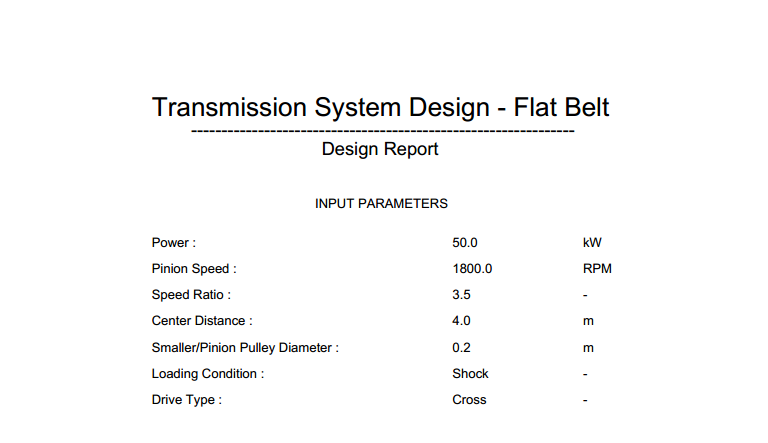 Transmission System Design - Flat Belt
----------------------------------------------------------------
Design Report
INPUT PARAMETERS
Power : 50.0 kW
Pinion Speed : 1800.0 RPM
Speed Ratio : 3.5 -
Center Distance : 4.0 m
Smaller/Pinion Pulley Diameter : 0.2 m
Loading Condition : Shock -
Drive Type : Cross -